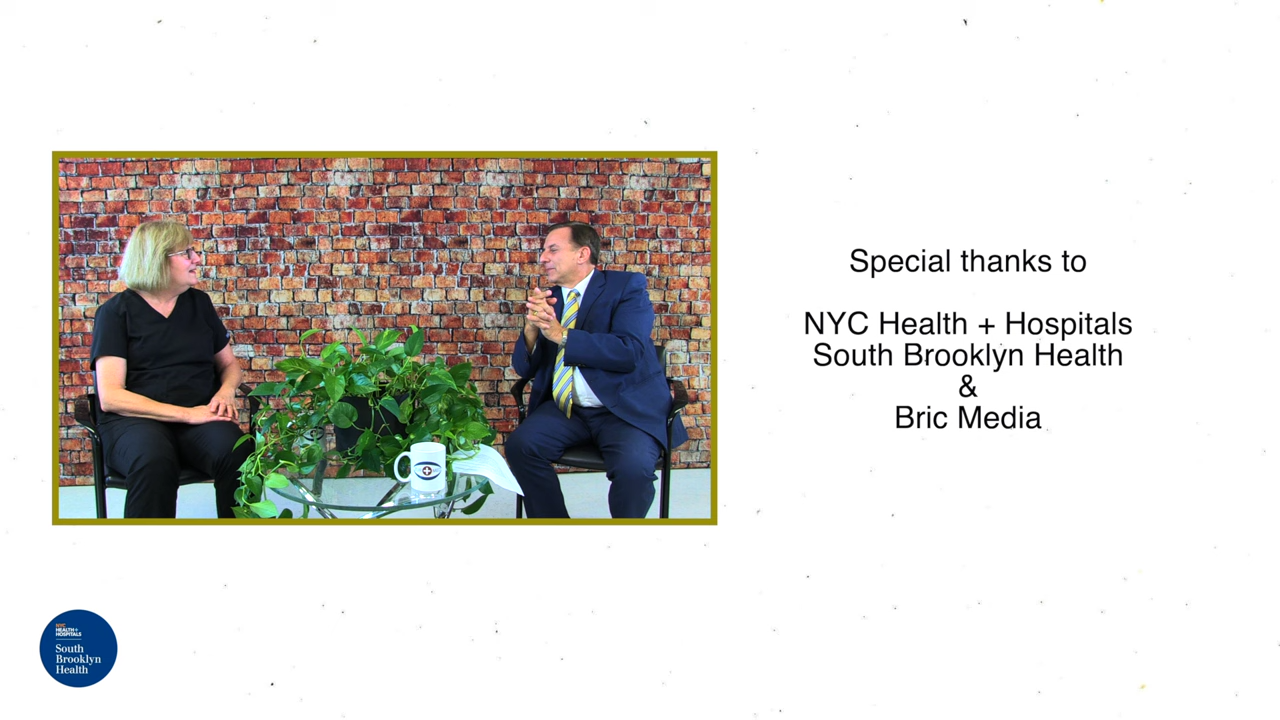 Special thanks to
NYC Health + Hospitals
South Brooklyn Health
&
Bric Media
NYC
HEALTH+
HOSPITALS
South
Brooklyn
Health